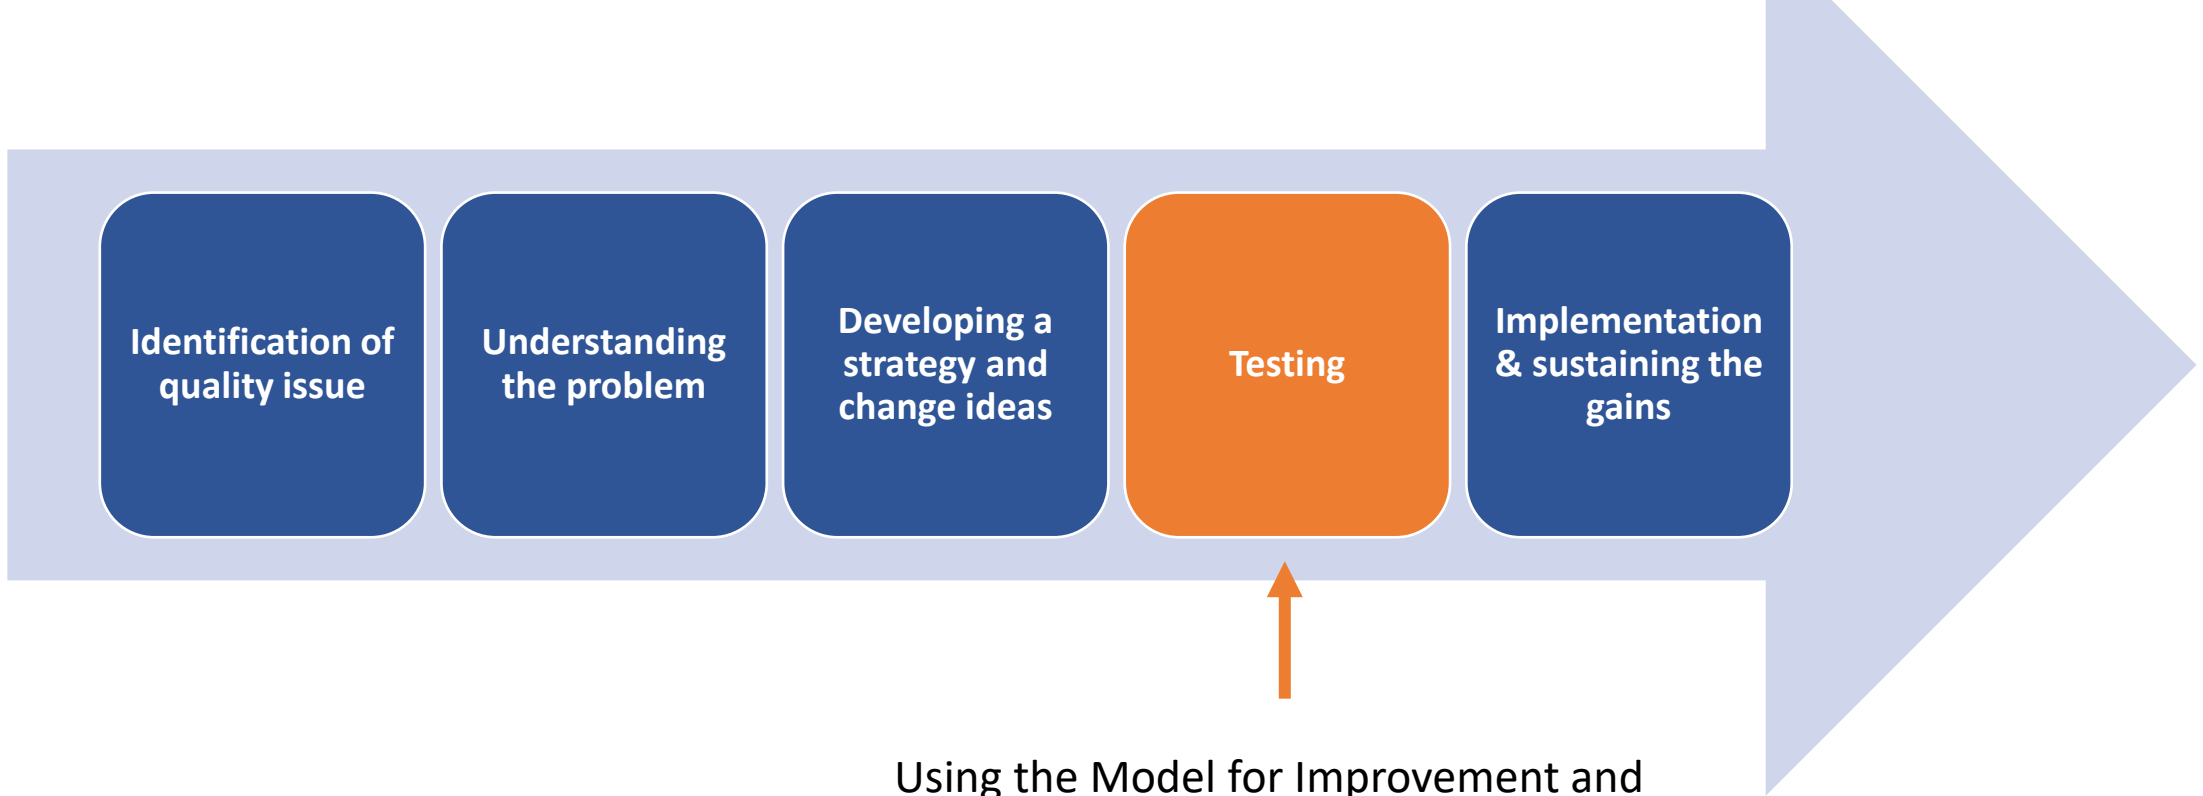 Identification of
quality issue
Understanding
the problem
Developing a
strategy and
change ideas
Testing
Implementation
& sustaining the
gains
Using the Model for Improvement and